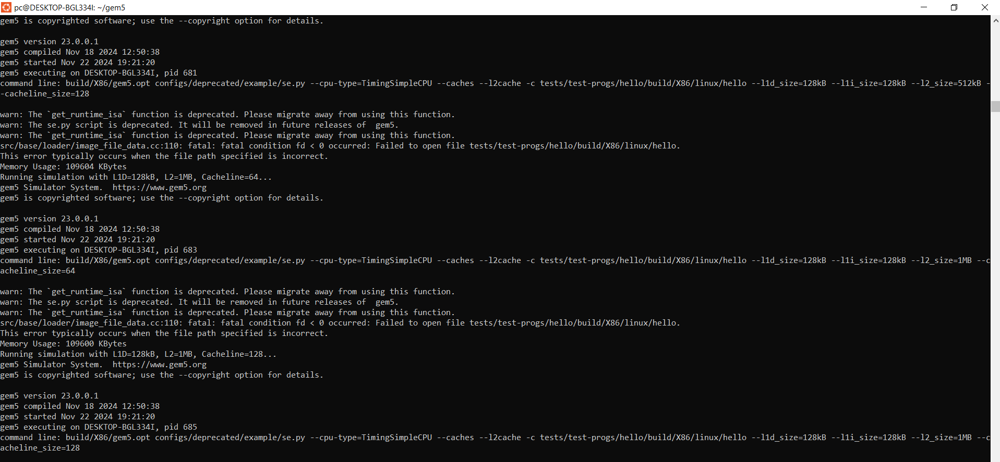 pc@DESKTOP-BGL334I: ~/gem5
gem5 is copyrighted software; use the --copyright option for details.
gem5 version 23.0.0.1
gem5 compiled Nov 18 2024 12:50:38
gem5 started Nov 22 2024 19:21:20
gem5 executing on DESKTOP-BGL334I, pid 681
command line: build/X86/gem5.opt configs/deprecated/example/se.py --cpu-type=TimingSimpleCPU --caches --l2cache -c tests/test-progs/hello/build/X86/linux/hello --l1d_size=128kB --l1i_size=128kB --l2_size=512kB -
-cacheline_size=128
warn: The `get_runtime_isa` function is deprecated. Please migrate away from using this function.
warn: The se.py script is deprecated. It will be removed in future releases of  gem5.
warn: The `get_runtime_isa` function is deprecated. Please migrate away from using this function.
src/base/loader/image_file_data.cc:110: fatal: fatal condition fd < 0 occurred: Failed to open file tests/test-progs/hello/build/X86/linux/hello.
This error typically occurs when the file path specified is incorrect.
Memory Usage: 109604 KBytes
Running simulation with L1D=128kB, L2=1MB, Cacheline=64...
gem5 Simulator System.  https://www.gem5.org
gem5 is copyrighted software; use the --copyright option for details.
gem5 version 23.0.0.1
gem5 compiled Nov 18 2024 12:50:38
gem5 started Nov 22 2024 19:21:20
gem5 executing on DESKTOP-BGL334I, pid 683
command line: build/X86/gem5.opt configs/deprecated/example/se.py --cpu-type=TimingSimpleCPU --caches --l2cache -c tests/test-progs/hello/build/X86/linux/hello --l1d_size=128kB --l1i_size=128kB --l2_size=1MB --c
acheline_size=64
warn: The `get_runtime_isa` function is deprecated. Please migrate away from using this function.
warn: The se.py script is deprecated. It will be removed in future releases of  gem5.
warn: The `get_runtime_isa` function is deprecated. Please migrate away from using this function.
src/base/loader/image_file_data.cc:110: fatal: fatal condition fd < 0 occurred: Failed to open file tests/test-progs/hello/build/X86/linux/hello.
This error typically occurs when the file path specified is incorrect.
Memory Usage: 109600 KBytes
Running simulation with L1D=128kB, L2=1MB, Cacheline=128...
gem5 Simulator System.  https://www.gem5.org
gem5 is copyrighted software; use the --copyright option for details.
gem5 version 23.0.0.1
gem5 compiled Nov 18 2024 12:50:38
gem5 started Nov 22 2024 19:21:20
gem5 executing on DESKTOP-BGL334I, pid 685
command line: build/X86/gem5.opt configs/deprecated/example/se.py --cpu-type=TimingSimpleCPU --caches --l2cache -c tests/test-progs/hello/build/X86/linux/hello --l1d_size=128kB --l1i_size=128kB --l2_size=1MB --c
acheline_size=128